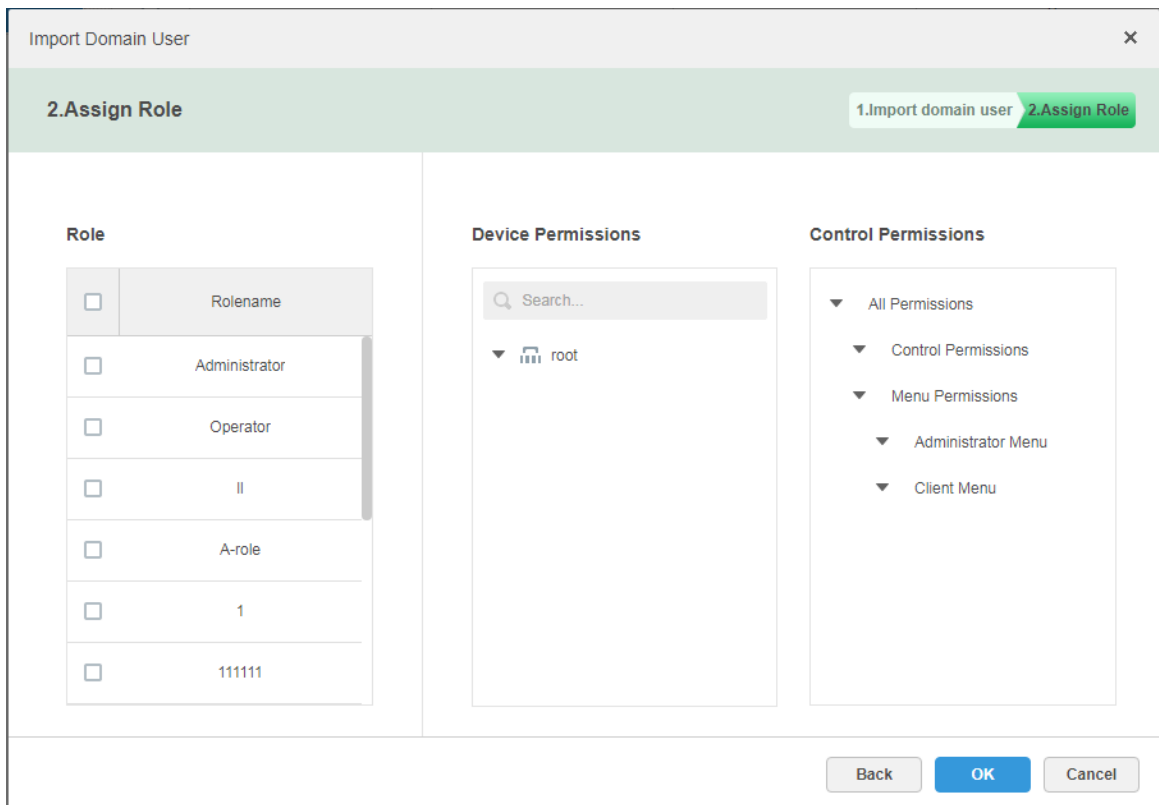 Import Domain User
2.Assign Role
1.Import domain user 2.Assign Role
Role
Rolename
Administrator
Operator
II
A-role
1
111111
Device Permissions
Search...
root
Control Permissions
All Permissions
Control Permissions
Menu Permissions
Administrator Menu
Client Menu
Back
OK
Cancel